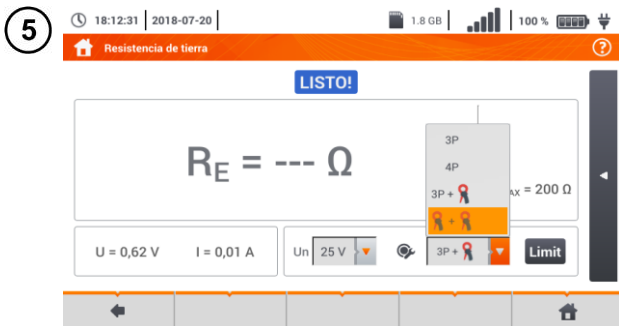 5
18:12:31 2018-07-20 1.8 GB 100 %
Resistencia de tierra ?
LISTO!
RE = --- Ω
3P
4P
3P +
+
AX = 200 Ω
U = 0,62 V I = 0,01 A Un 25 V 3P + Limit